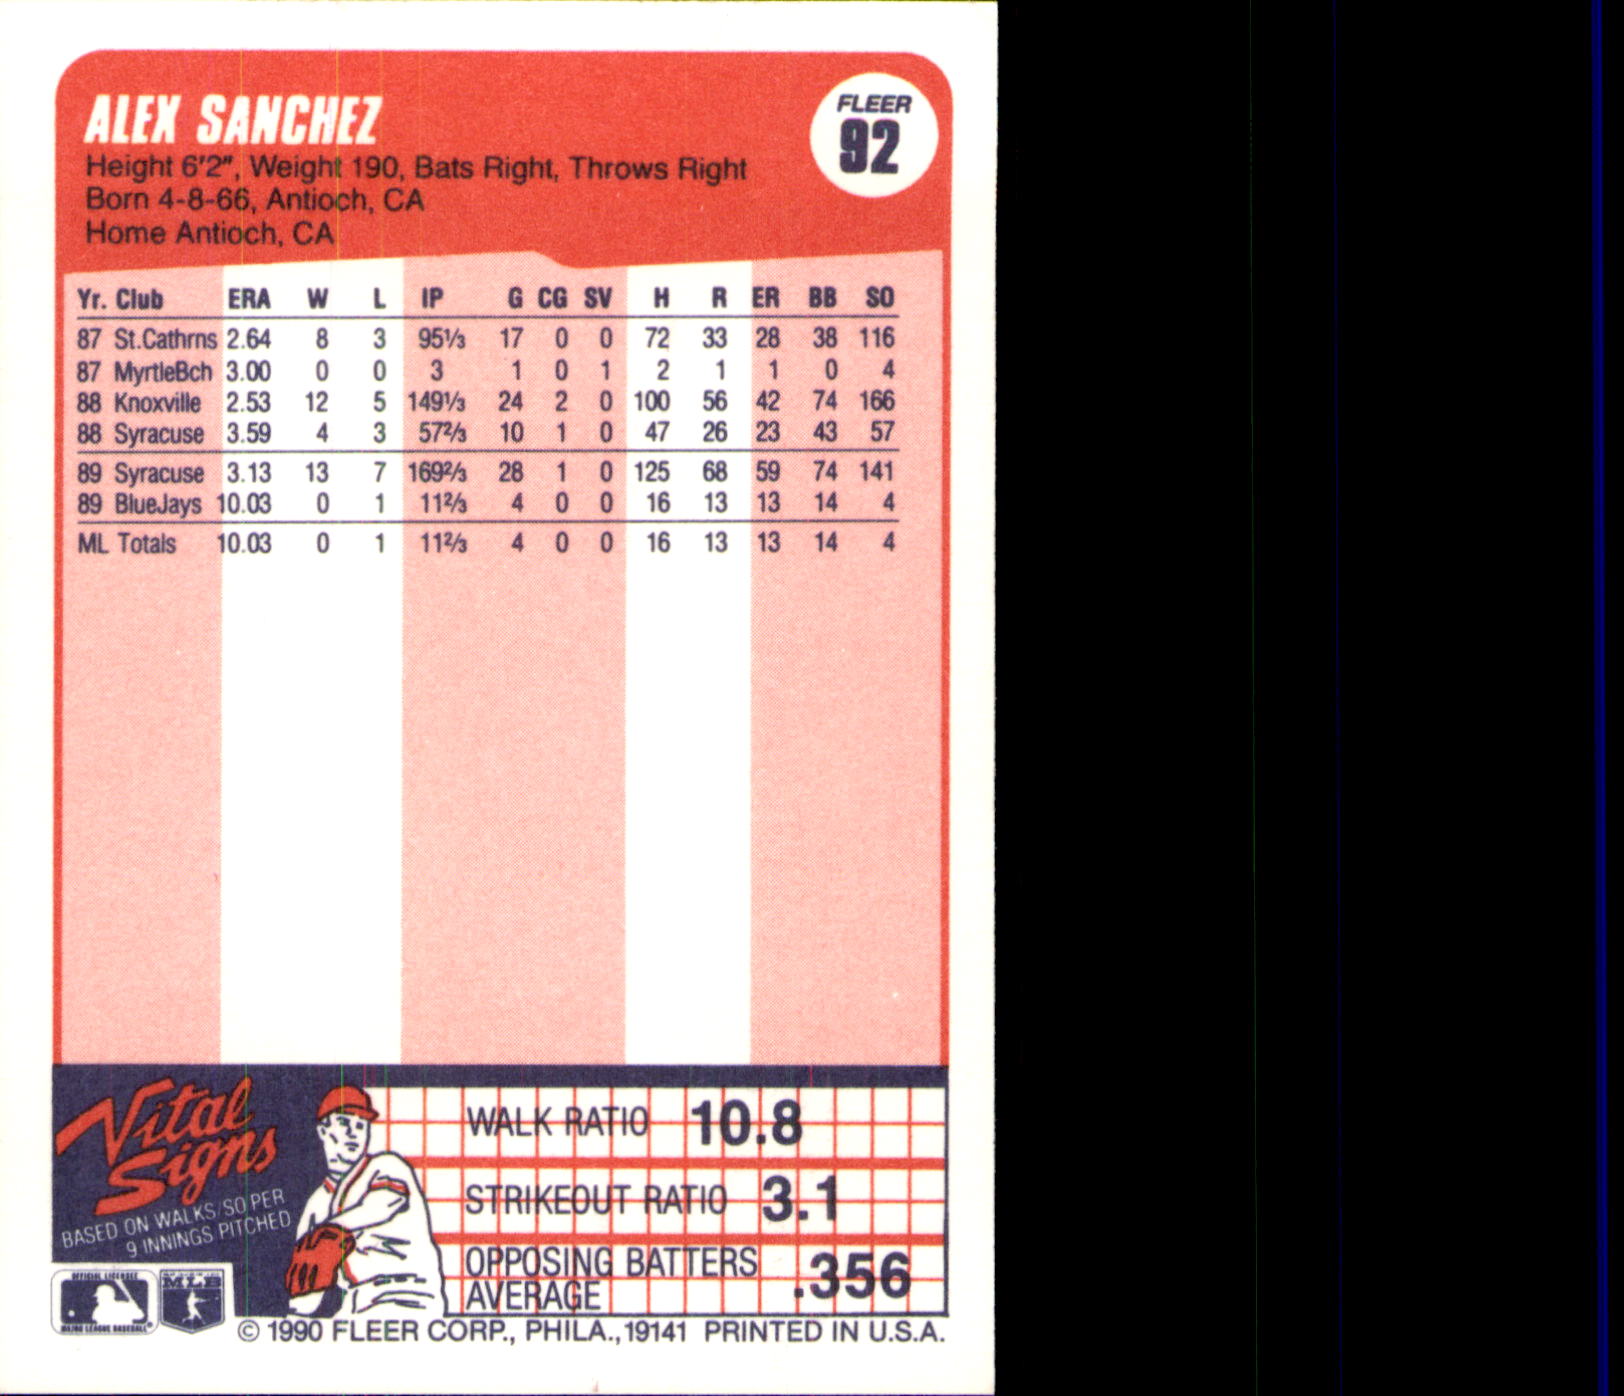 ALEX SANCHEZ
FLEER
92
Height 6'2", Weight 190, Bats Right, Throws Right
Born 4-8-66, Antioch, CA
Home Antioch, CA
Yr. Club ERA W L IP G CG SV H R ER BB SO
87 St.Cathrns 2.64 8 3 95⅓ 17 0 0 72 33 28 38 116
87 MyrtleBch 3.00 0 0 3 1 0 1 2 1 1 0 4
88 Knoxville 2.53 12 5 149⅓ 24 2 0 100 56 42 74 166
88 Syracuse 3.59 4 3 57⅔ 10 1 0 47 26 23 43 57
89 Syracuse 3.13 13 7 169⅔ 28 1 0 125 68 59 74 141
89 BlueJays 10.03 0 1 11⅔ 4 0 0 16 13 13 14 4
ML Totals 10.03 0 1 11⅔ 4 0 0 16 13 13 14 4
Vital
Signs
BASED ON WALKS/SO PER
9 INNINGS PITCHED
WALK RATIO 10.8
STRIKEOUT RATIO 3.1
OPPOSING BATTERS
AVERAGE .356
OFFICIAL LICENSEE
MAJOR LEAGUE BASEBALL
MLB
© 1990 FLEER CORP., PHILA., 19141 PRINTED IN U.S.A.